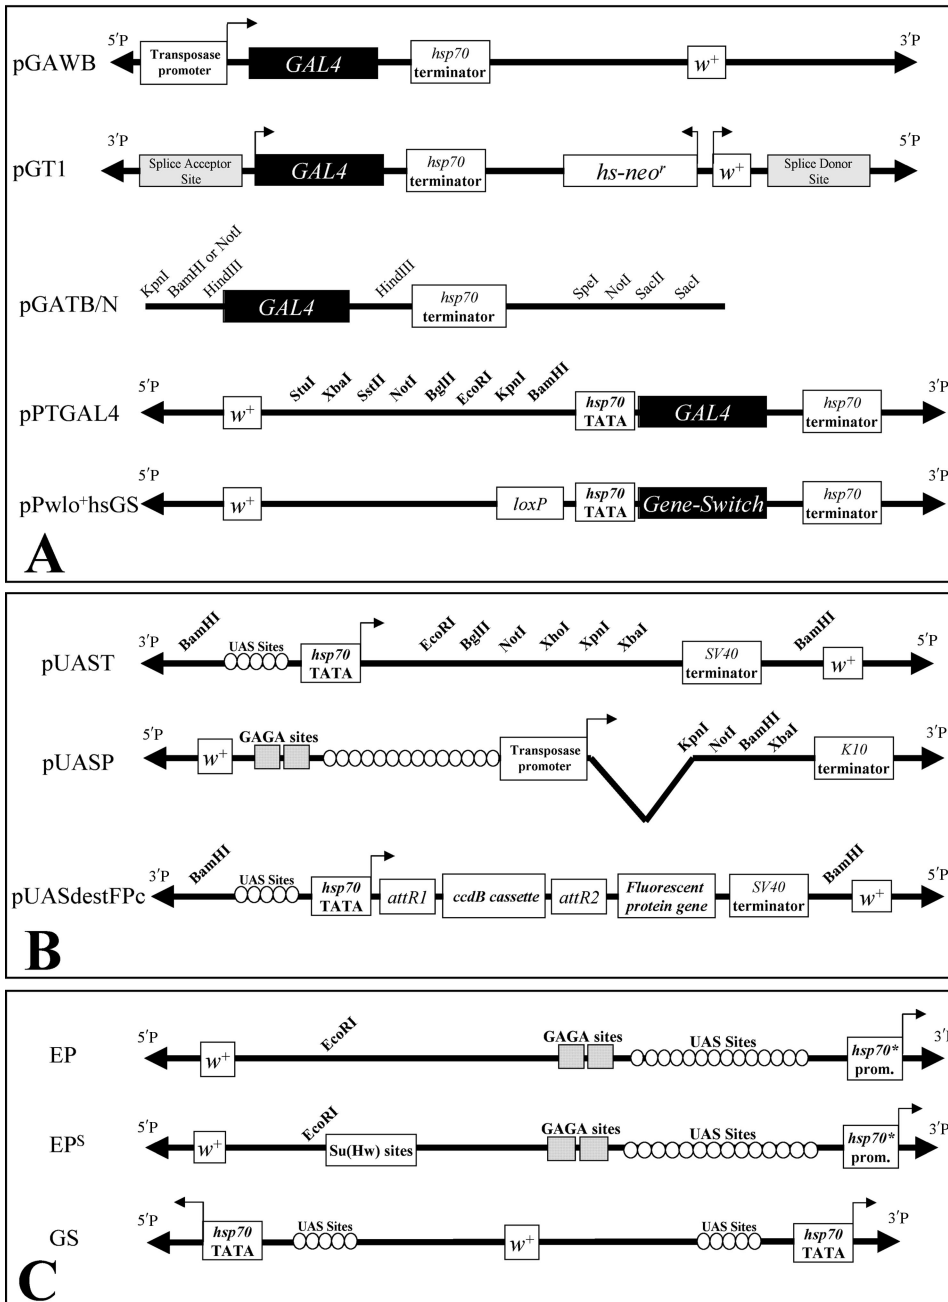 5′P 3′P
pGAWB Transposase promoter GAL4 hsp70 terminator w⁺
3′P 5′P
pGT1 Splice Acceptor Site GAL4 hsp70 terminator hs-neoʳ w⁺ Splice Donor Site
KpnI BamHI or NotI HindIII HindIII SpeI NotI SacII SacI
pGATB/N GAL4 hsp70 terminator
5′P StuI XbaI SstII NotI BglII EcoRI KpnI BamHI 3′P
pPTGAL4 w⁺ hsp70 TATA GAL4 hsp70 terminator
5′P 3′P
pPwlo⁺hsGS w⁺ loxP hsp70 TATA Gene-Switch hsp70 terminator
A
3′P BamHI UAS Sites EcoRI BglII NotI XhoI XpnI XbaI BamHI 5′P
pUAST hsp70 TATA SV40 terminator w⁺
5′P GAGA sites KpnI NotI BamHI XbaI 3′P
pUASP w⁺ Transposase promoter K10 terminator
3′P BamHI UAS Sites BamHI 5′P
pUASdestFPc hsp70 TATA attR1 ccdB cassette attR2 Fluorescent protein gene SV40 terminator w⁺
B
5′P EcoRI GAGA sites UAS Sites 3′P
EP w⁺ hsp70* prom.
5′P EcoRI GAGA sites UAS Sites 3′P
EPˢ w⁺ Su(Hw) sites hsp70* prom.
5′P UAS Sites UAS Sites 3′P
GS hsp70 TATA w⁺ hsp70 TATA
C